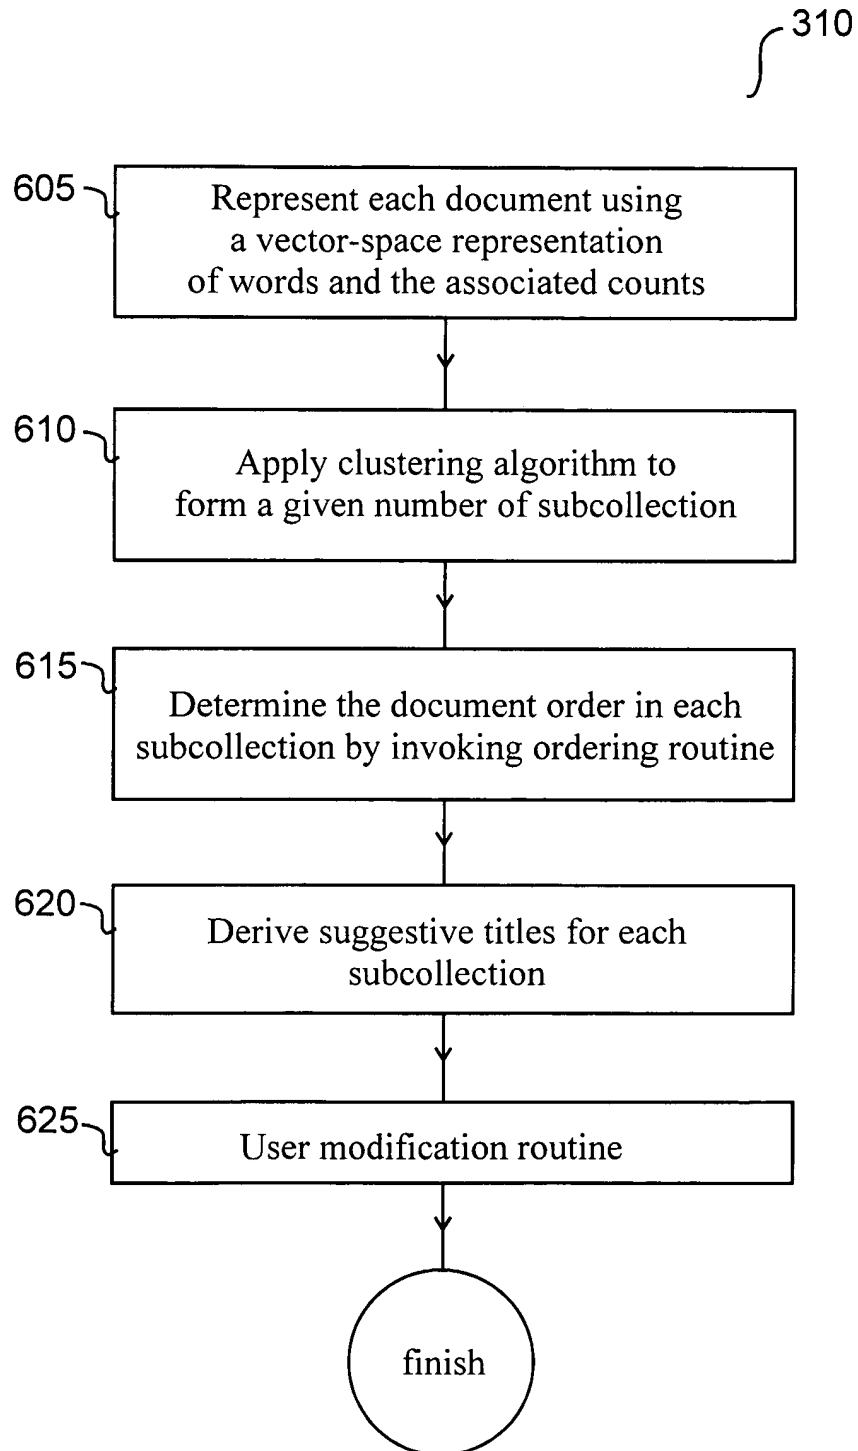 310
605
Represent each document using
a vector-space representation
of words and the associated counts
610
Apply clustering algorithm to
form a given number of subcollection
615
Determine the document order in each
subcollection by invoking ordering routine
620
Derive suggestive titles for each
subcollection
625
User modification routine
finish